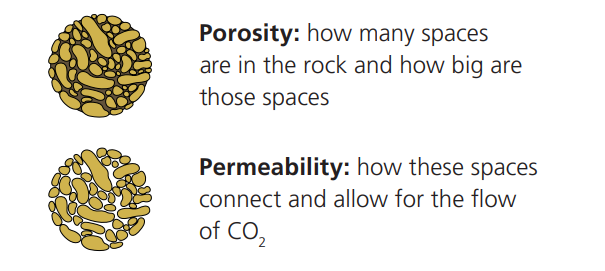 Porosity: how many spaces
are in the rock and how big are
those spaces
Permeability: how these spaces
connect and allow for the flow
of CO₂